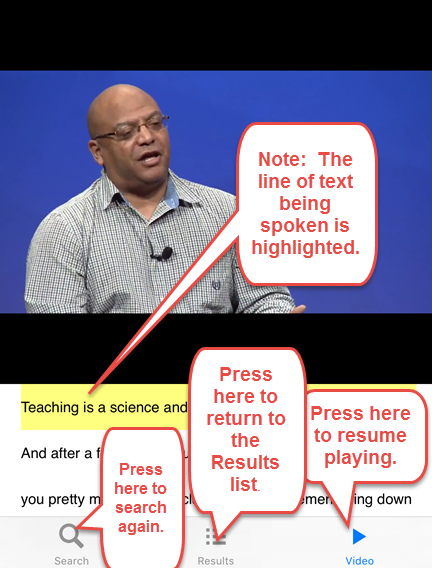 Note: The
line of text
being
spoken is
highlighted.
Teaching is a science and
Press
here to
return to
the
Results
list.
Press here
to resume
playing.
And after a f
Press
here to
search
again.
you pretty m
ing down
Search
Results
Video